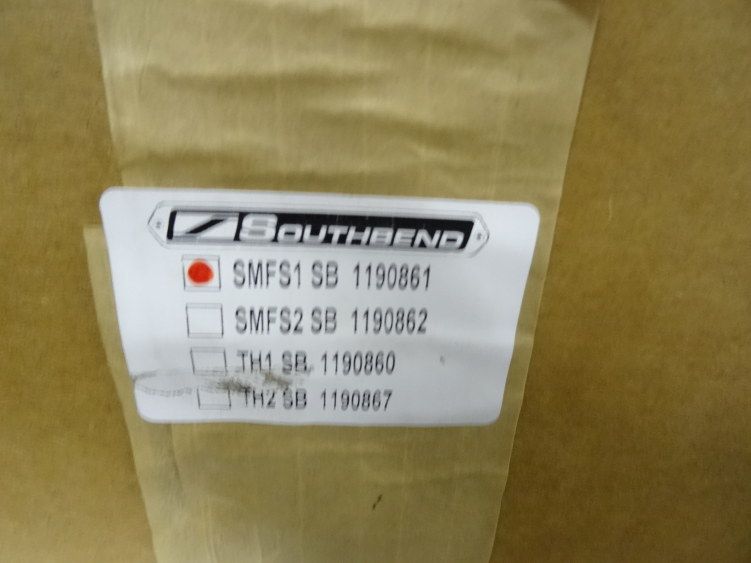 SOUTHBEND
SMFS1 SB 1190861
SMFS2 SB 1190862
TH1 SB 1190860
TH2 SB 1190867